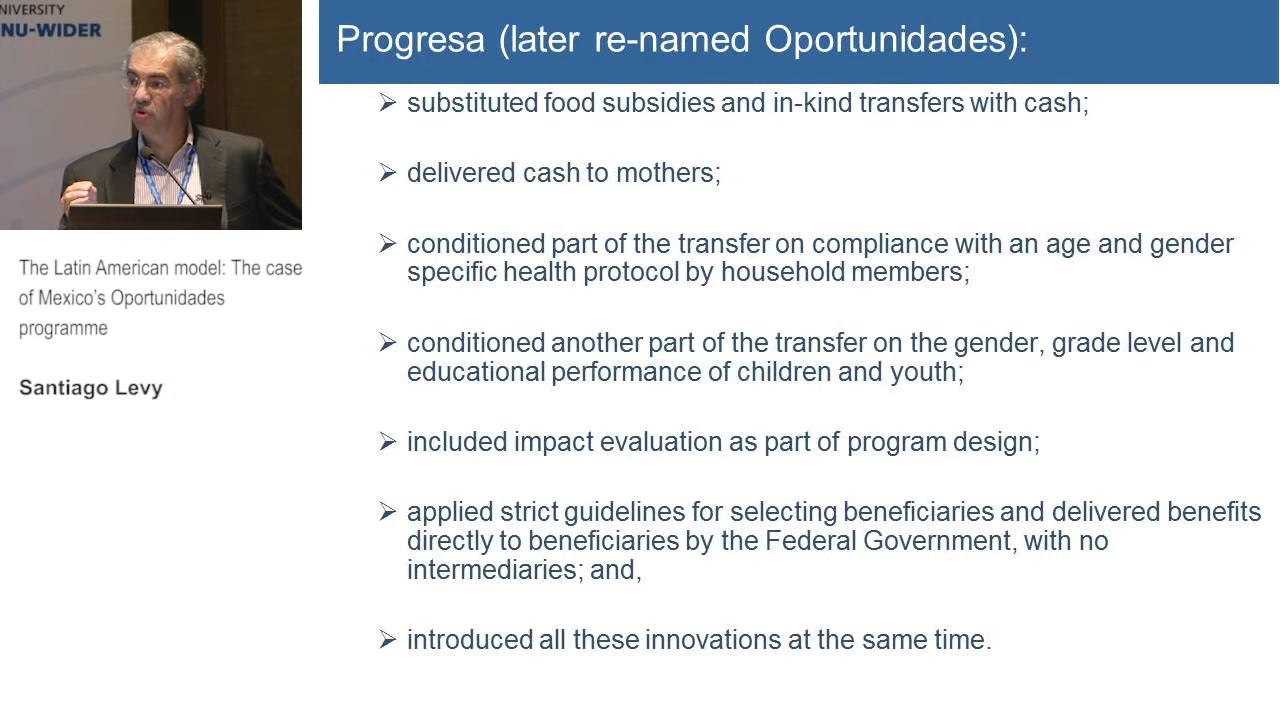 NIVERSITY
NU-WIDER
The Latin American model: The case
of Mexico's Oportunidades
programme
Santiago Levy
Progresa (later re-named Oportunidades):
➢ substituted food subsidies and in-kind transfers with cash;
➢ delivered cash to mothers;
➢ conditioned part of the transfer on compliance with an age and gender
specific health protocol by household members;
➢ conditioned another part of the transfer on the gender, grade level and
educational performance of children and youth;
➢ included impact evaluation as part of program design;
➢ applied strict guidelines for selecting beneficiaries and delivered benefits
directly to beneficiaries by the Federal Government, with no
intermediaries; and,
➢ introduced all these innovations at the same time.